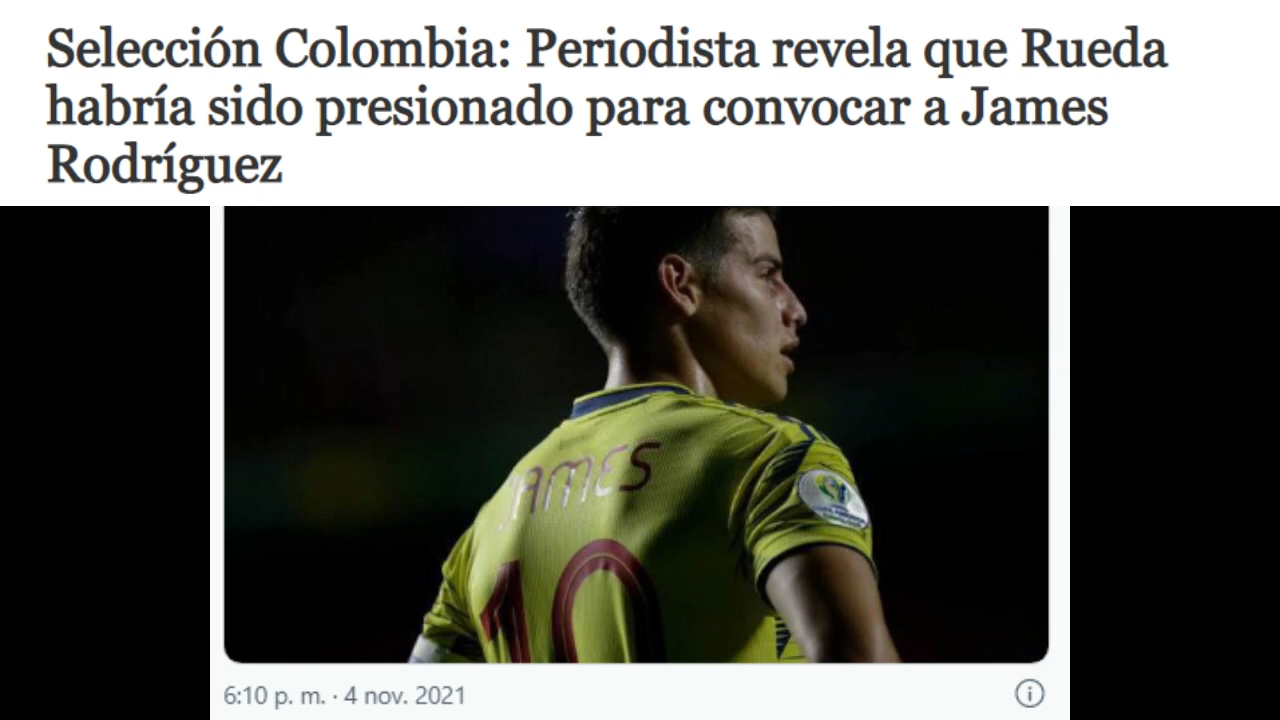 Selección Colombia: Periodista revela que Rueda
habría sido presionado para convocar a James
Rodríguez
JAMES
10
6:10 p. m. · 4 nov. 2021